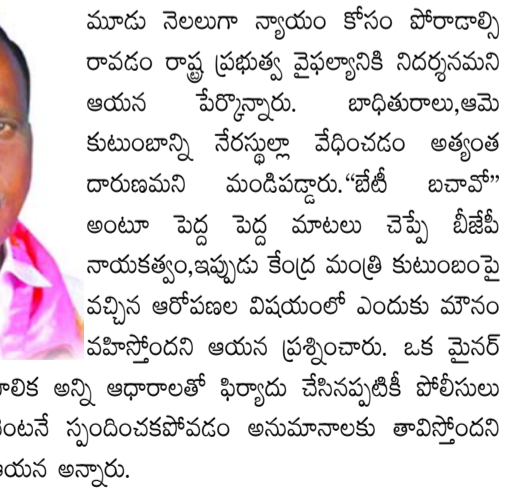 మూడు నెలలుగా న్యాయం కోసం పోరాడాల్సి
రావడం రాష్ట్ర ప్రభుత్వ వైఫల్యానికి నిదర్శనమని
ఆయన పేర్కొన్నారు. బాధితురాలు,ఆమె
కుటుంబాన్ని నేరస్థుల్లా వేధించడం అత్యంత
దారుణమని మండిపడ్డారు.“బేటీ బచావో”
అంటూ పెద్ద పెద్ద మాటలు చెప్పే బీజేపీ
నాయకత్వం,ఇప్పుడు కేంద్ర మంత్రి కుటుంబంపై
వచ్చిన ఆరోపణల విషయంలో ఎందుకు మౌనం
వహిస్తోందని ఆయన ప్రశ్నించారు. ఒక మైనర్
అన్ని ఆధారాలతో ఫిర్యాదు చేసినప్పటికీ పోలీసులు
స్పందించకపోవడం అనుమానాలకు తావిస్తోందని
అన్నారు.